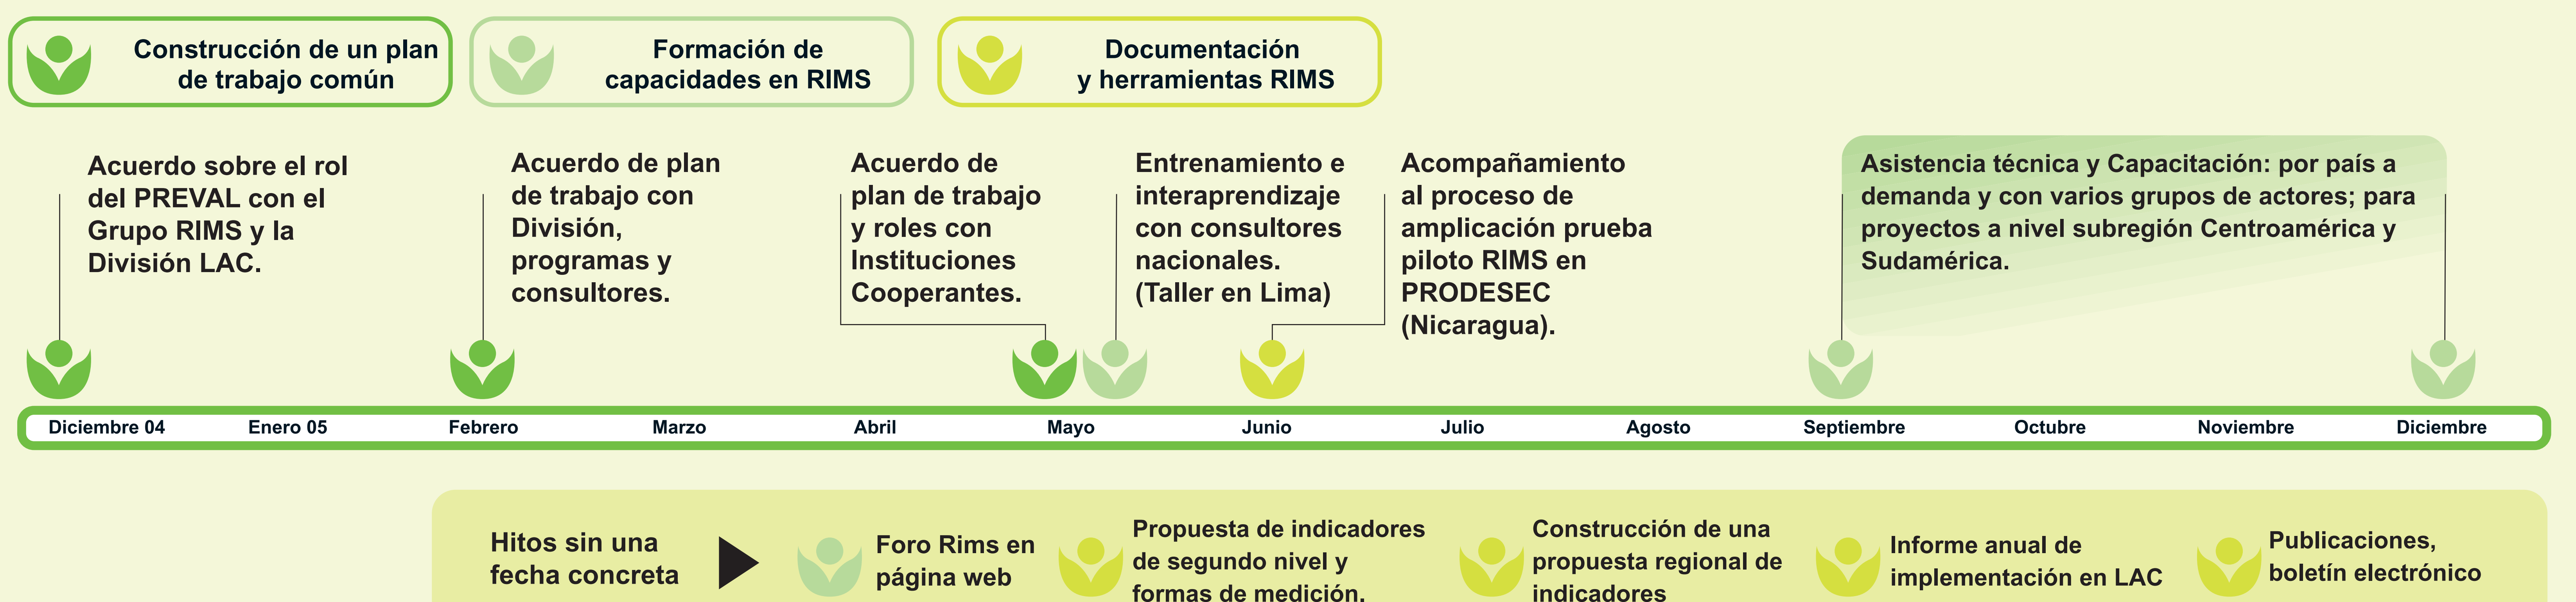 Construcción de un plan
de trabajo común
Formación de
capacidades en RIMS
Documentación
y herramientas RIMS
Acuerdo sobre el rol
del PREVAL con el
Grupo RIMS y la
División LAC.
Acuerdo de plan
de trabajo con
División,
programas y
consultores.
Acuerdo de
plan de trabajo
y roles con
Instituciones
Cooperantes.
Entrenamiento e
interaprendizaje
con consultores
nacionales.
(Taller en Lima)
Acompañamiento
al proceso de
amplicación prueba
piloto RIMS en
PRODESEC
(Nicaragua).
Asistencia técnica y Capacitación: por país a
demanda y con varios grupos de actores; para
proyectos a nivel subregión Centroamérica y
Sudamérica.
Diciembre 04 Enero 05 Febrero Marzo Abril Mayo Junio Julio Agosto Septiembre Octubre Noviembre Diciembre
Hitos sin una
fecha concreta
Foro Rims en
página web
Propuesta de indicadores
de segundo nivel y
formas de medición.
Construcción de una
propuesta regional de
indicadores
Informe anual de
implementación en LAC
Publicaciones,
boletín electrónico